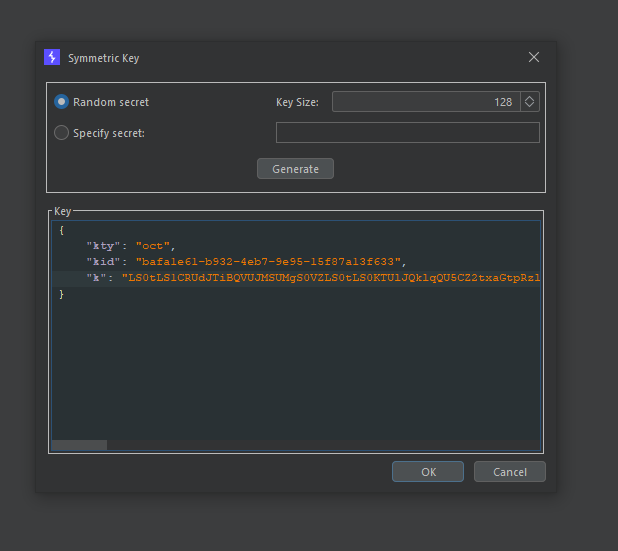 Symmetric Key
Random secret
Key Size:
128
Specify secret:
Generate
Key
{
"kty": "oct",
"kid": "bafa1e61-b932-4eb7-9e95-15f87a13f633",
"k": "LS0tLS1CRUdJTiBQVUJMSUMgS0VZLS0tLS0KTUlJQklqQU5CZ2txaGtpRzl
}
OK
Cancel